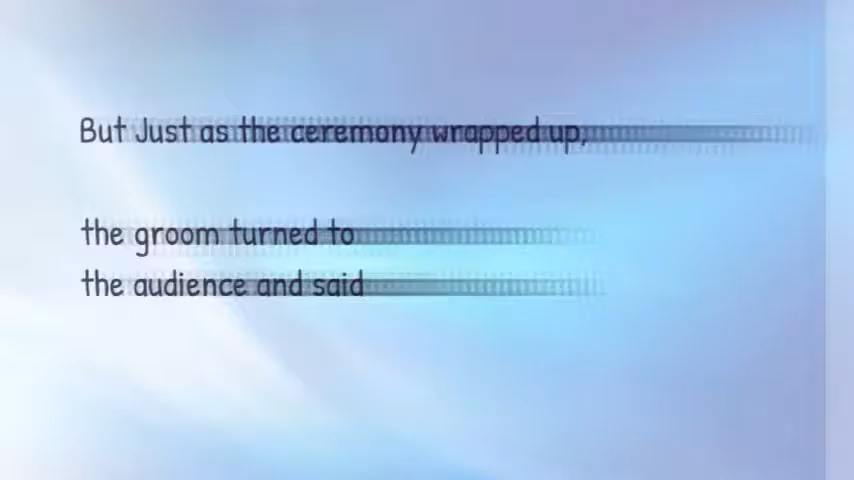 But Just as the ceremony wrapped up,
the groom turned to
the audience and said